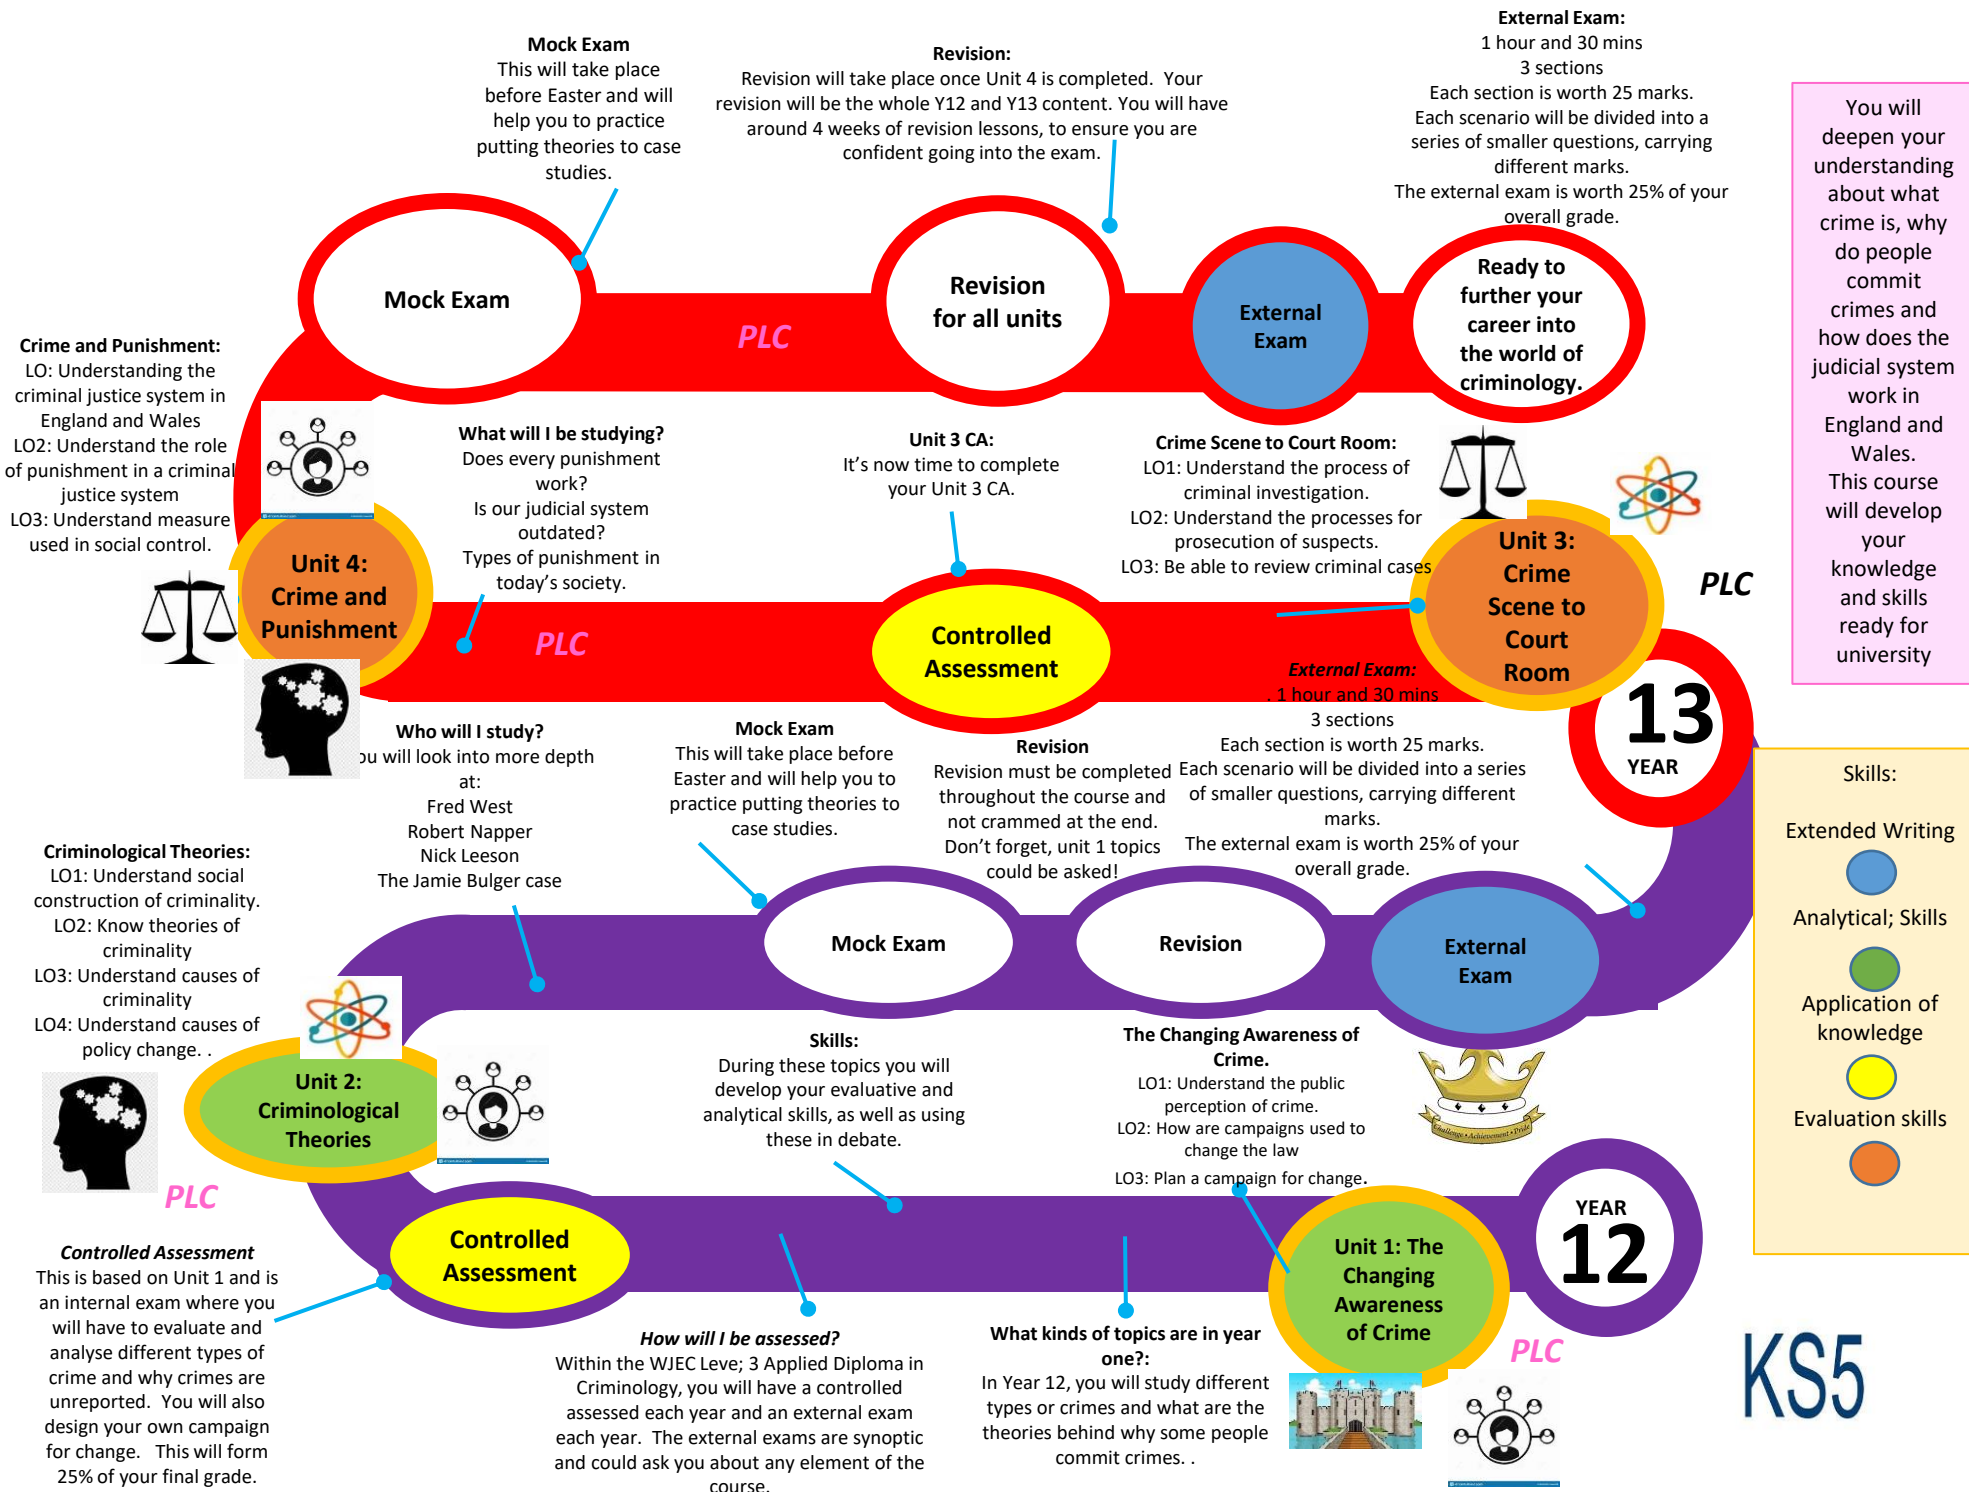 Mock Exam
This will take place
before Easter and will
help you to practice
putting theories to case
studies.
Revision:
Revision will take place once Unit 4 is completed.  Your
revision will be the whole Y12 and Y13 content. You will have
around 4 weeks of revision lessons, to ensure you are
confident going into the exam.
External Exam:
1 hour and 30 mins
3 sections
Each section is worth 25 marks.
Each scenario will be divided into a
series of smaller questions, carrying
different marks.
The external exam is worth 25% of your
overall grade.
You will
deepen your
understanding
about what
crime is, why
do people
commit
crimes and
how does the
judicial system
work in
England and
Wales.
This course
will develop
your
knowledge
and skills
ready for
university
Mock Exam
PLC
Revision
for all units
External
Exam
Ready to
further your
career into
the world of
criminology.
Crime and Punishment:
LO: Understanding the
criminal justice system in
England and Wales
LO2: Understand the role
of punishment in a criminal
justice system
LO3: Understand measure
used in social control.
What will I be studying?
Does every punishment
work?
Is our judicial system
outdated?
Types of punishment in
today's society.
Unit 3 CA:
It's now time to complete
your Unit 3 CA.
Crime Scene to Court Room:
LO1: Understand the process of
criminal investigation.
LO2: Understand the processes for
prosecution of suspects.
LO3: Be able to review criminal cases
Unit 4:
Crime and
Punishment
PLC
Controlled
Assessment
Unit 3:
Crime
Scene to
Court
Room
PLC
13
YEAR
Who will I study?
ou will look into more depth
at:
Fred West
Robert Napper
Nick Leeson
The Jamie Bulger case
Mock Exam
This will take place before
Easter and will help you to
practice putting theories to
case studies.
Revision
Revision must be completed
throughout the course and
not crammed at the end.
Don't forget, unit 1 topics
could be asked!
External Exam:
. 1 hour and 30 mins
3 sections
Each section is worth 25 marks.
Each scenario will be divided into a series
of smaller questions, carrying different
marks.
The external exam is worth 25% of your
overall grade.
Skills:
Extended Writing
Analytical; Skills
Application of
knowledge
Evaluation skills
Criminological Theories:
LO1: Understand social
construction of criminality.
LO2: Know theories of
criminality
LO3: Understand causes of
criminality
LO4: Understand causes of
policy change. .
Mock Exam
Revision
External
Exam
Unit 2:
Criminological
Theories
PLC
Skills:
During these topics you will
develop your evaluative and
analytical skills, as well as using
these in debate.
The Changing Awareness of
Crime.
LO1: Understand the public
perception of crime.
LO2: How are campaigns used to
change the law
LO3: Plan a campaign for change.
Challenge • Achievement • Pride
Controlled
Assessment
Unit 1: The
Changing
Awareness
of Crime
YEAR
12
PLC
Controlled Assessment
This is based on Unit 1 and is
an internal exam where you
will have to evaluate and
analyse different types of
crime and why crimes are
unreported.  You will also
design your own campaign
for change.   This will form
25% of your final grade.
How will I be assessed?
Within the WJEC Leve; 3 Applied Diploma in
Criminology, you will have a controlled
assessed each year and an external exam
each year.  The external exams are synoptic
and could ask you about any element of the
course.
What kinds of topics are in year
one?:
In Year 12, you will study different
types or crimes and what are the
theories behind why some people
commit crimes. .
KS5